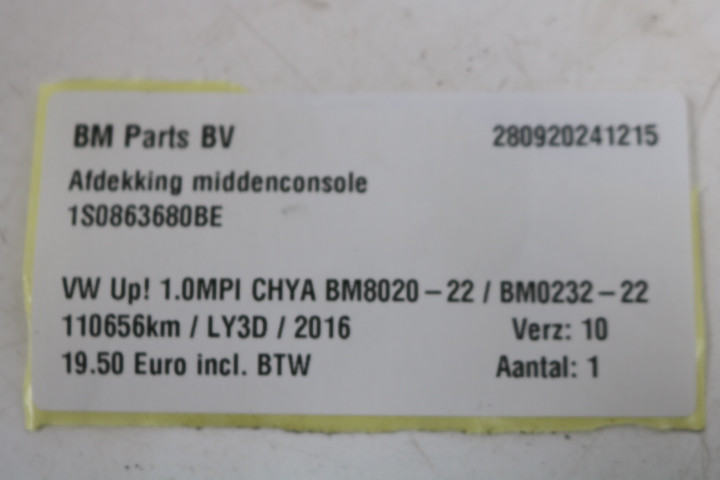 BM Parts BV 280920241215
Afdekking middenconsole
1S0863680BE
VW Up! 1.0MPI CHYA BM8020-22 / BM0232-22
110656km / LY3D / 2016 Verz: 10
19.50 Euro incl. BTW Aantal: 1